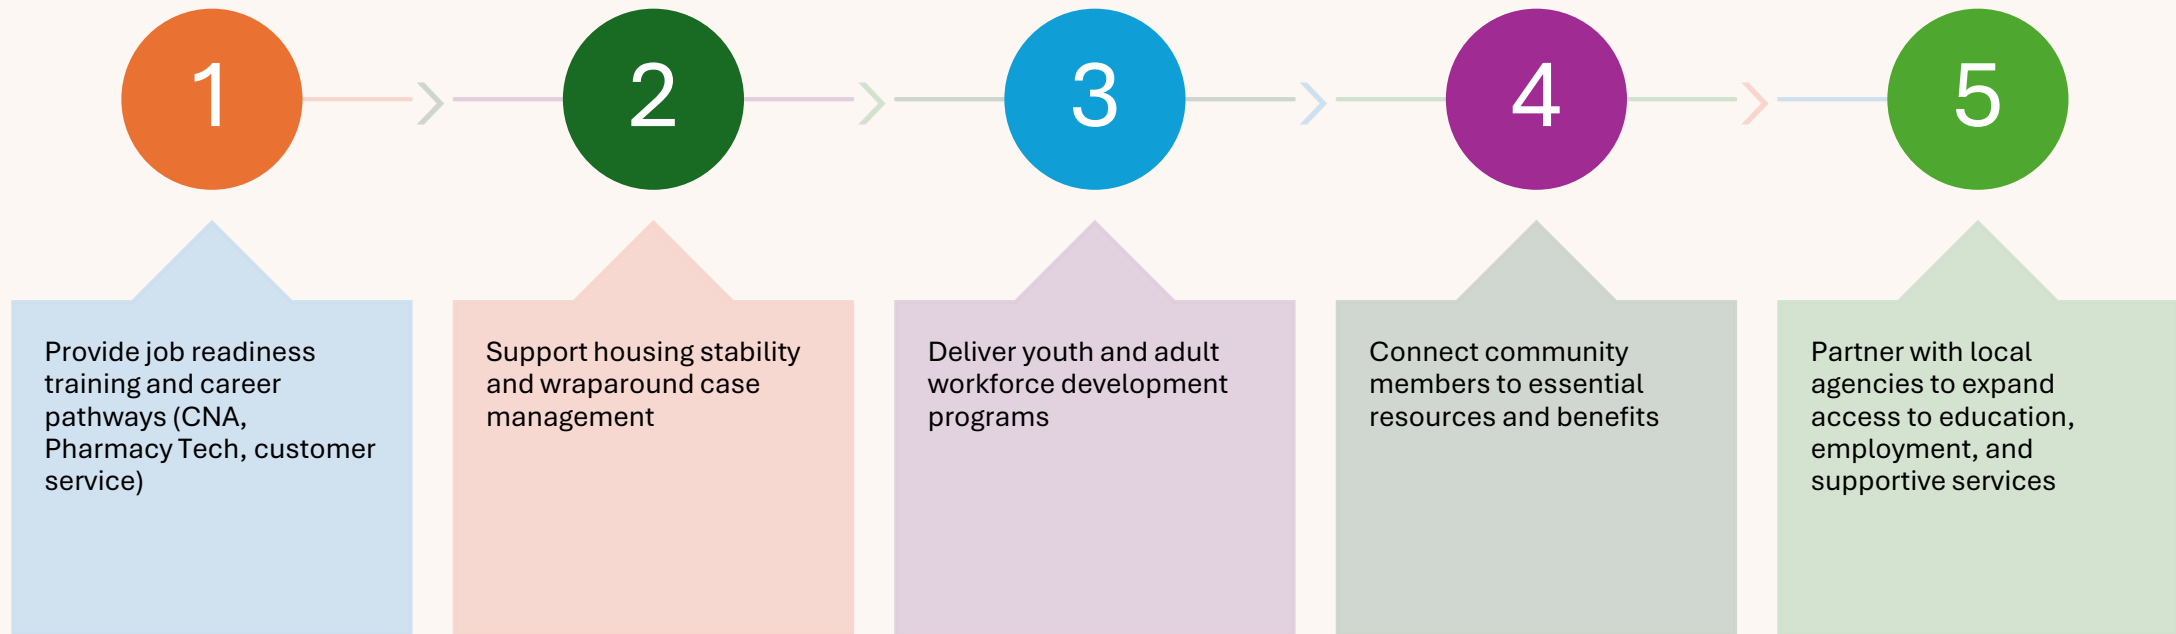 1
Provide job readiness
training and career
pathways (CNA,
Pharmacy Tech, customer
service)
2
Support housing stability
and wraparound case
management
3
Deliver youth and adult
workforce development
programs
4
Connect community
members to essential
resources and benefits
5
Partner with local
agencies to expand
access to education,
employment, and
supportive services